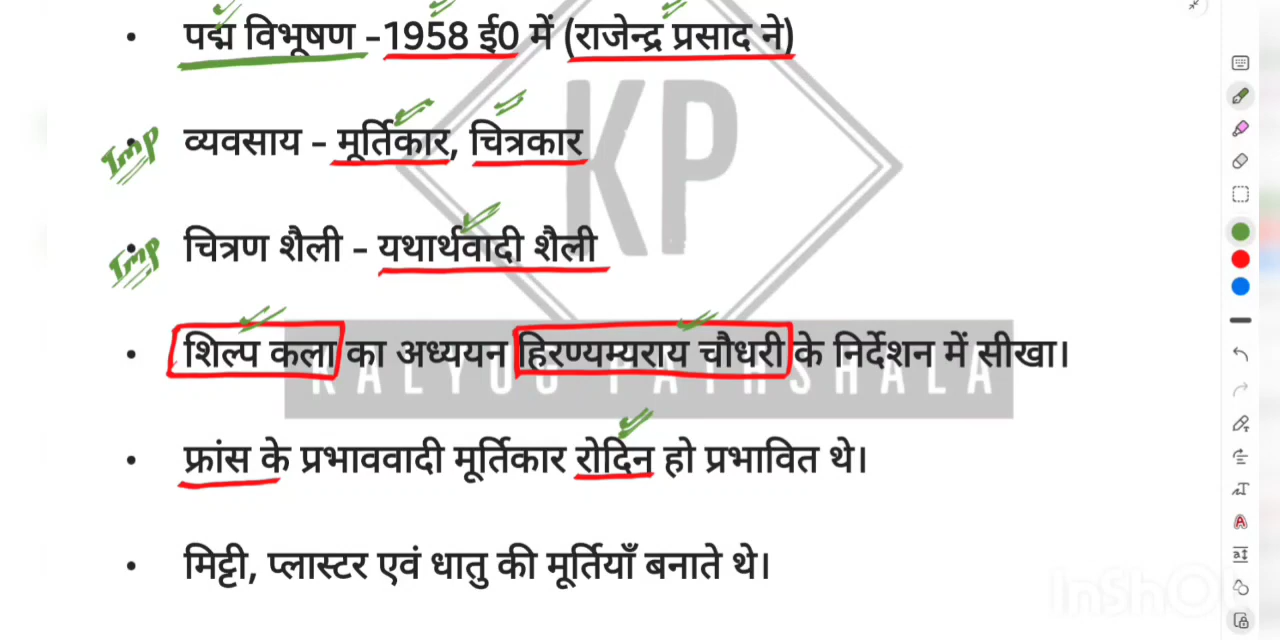 • पद्म विभूषण -1958 ई0 में (राजेन्द्र प्रसाद ने)
KP
Imp व्यवसाय - मूर्तिकार, चित्रकार
Imp चित्रण शैली - यथार्थवादी शैली
• शिल्प कला का अध्ययन हिरण्यम्यराय चौधरी के निर्देशन में सीखा।
KALYUG PATHSHALA
• फ्रांस के प्रभाववादी मूर्तिकार रोदिन हो प्रभावित थे।
• मिट्टी, प्लास्टर एवं धातु की मूर्तियाँ बनाते थे।
InShOt